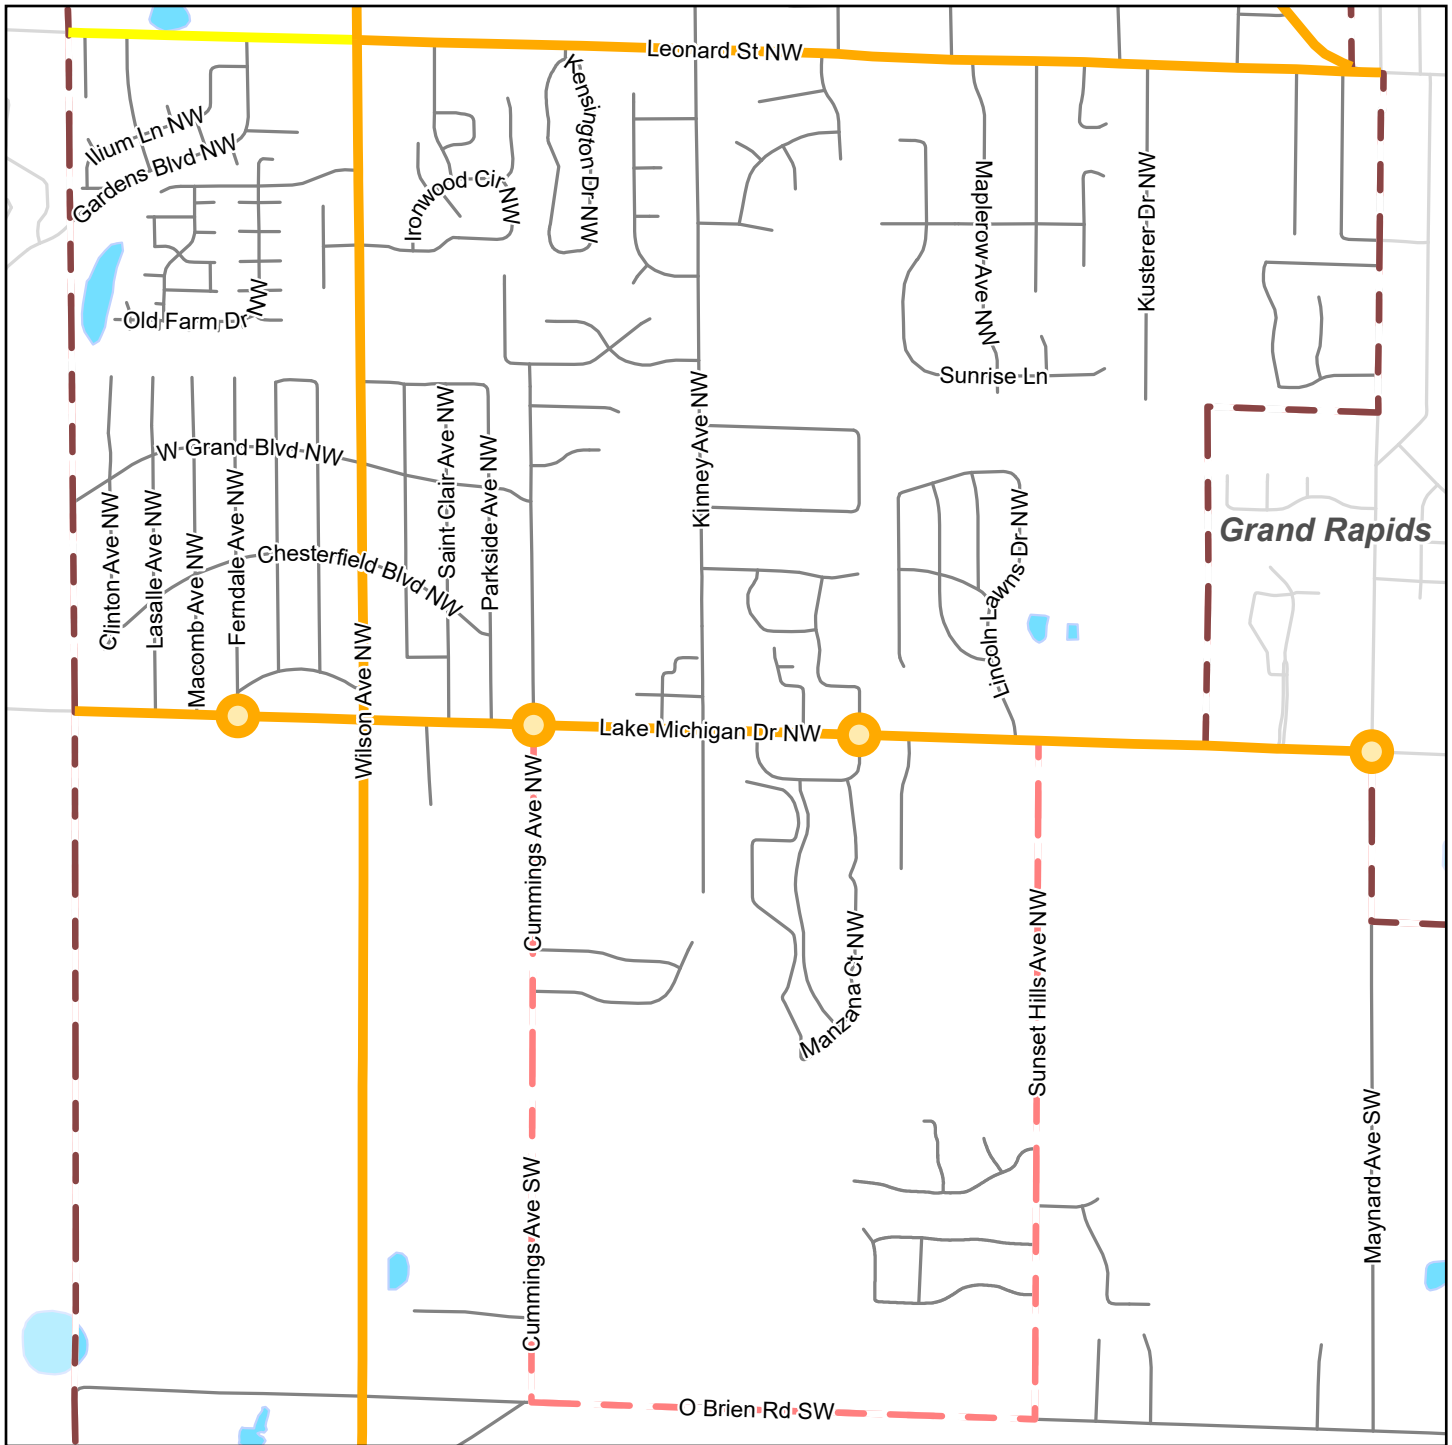 Leonard St NW
Kensington Dr NW
Ilium Ln NW
Gardens Blvd NW
Ironwood Cir NW
Maplerow Ave NW
Kusterer Dr NW
Old Farm Dr NW
Sunrise Ln
Kinney Ave NW
W Grand Blvd NW
Saint Clair Ave NW
Parkside Ave NW
Clinton Ave NW
Lasalle Ave NW
Macomb Ave NW
Ferndale Ave NW
Chesterfield Blvd NW
Lincoln Lawns Dr NW
Grand Rapids
Wilson Ave NW
Lake Michigan Dr NW
Cummings Ave NW
Manzana Ct NW
Sunset Hills Ave NW
Cummings Ave SW
Maynard Ave SW
O Brien Rd SW